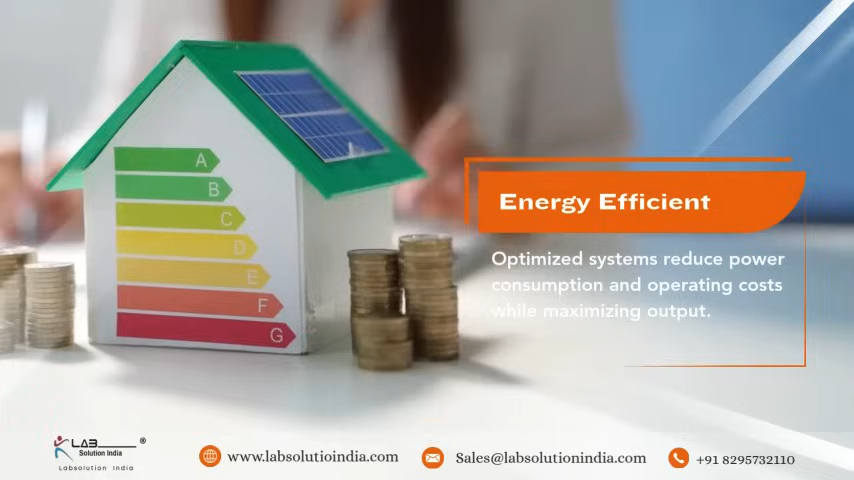 A
B
C
D
E
F
G
Energy Efficient
Optimized systems reduce power
consumption and operating costs
while maximizing output.
LAB ®
Solution India
Labsolution India
www.labsolutioindia.com
Sales@labsolutionindia.com
+91 8295732110